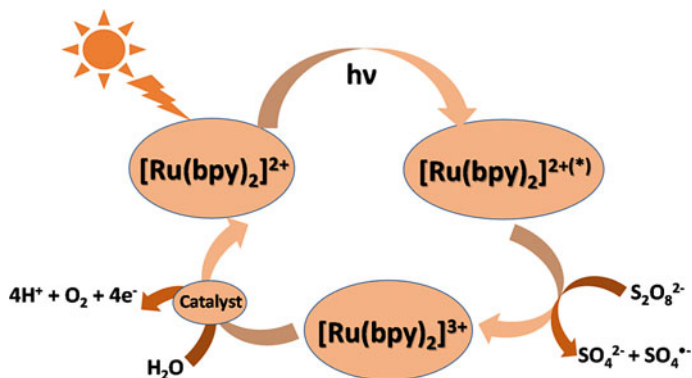 hν
[Ru(bpy)₂]²⁺
[Ru(bpy)₂]²⁺⁽*⁾
4H⁺ + O₂ + 4e⁻
Catalyst
S₂O₈²⁻
[Ru(bpy)₂]³⁺
SO₄²⁻ + SO₄•⁻
H₂O